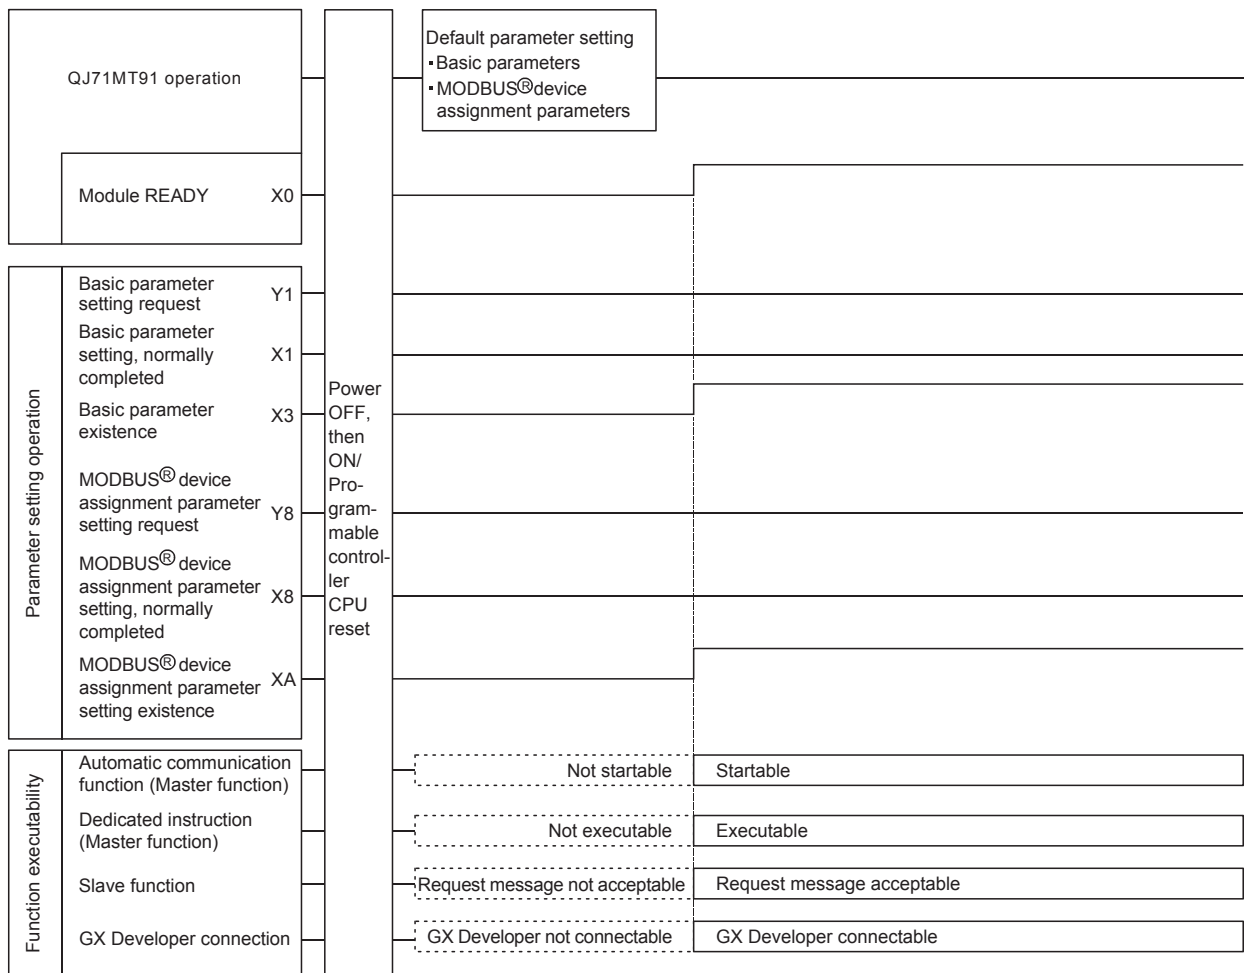 Default parameter setting
▪Basic parameters
▪MODBUS®device
assignment parameters
QJ71MT91 operation
Module READY X0
Parameter setting operation
Basic parameter
setting request Y1
Basic parameter
setting, normally X1
completed
Basic parameter
existence X3
MODBUS® device
assignment parameter
setting request Y8
MODBUS® device
assignment parameter
setting, normally X8
completed
MODBUS® device
assignment parameter XA
setting existence
Power
OFF,
then
ON/
Pro-
gram-
mable
control-
ler
CPU
reset
Function executability
Automatic communication
function (Master function)
Not startable Startable
Dedicated instruction
(Master function)
Not executable Executable
Slave function Request message not acceptable Request message acceptable
GX Developer connection GX Developer not connectable GX Developer connectable